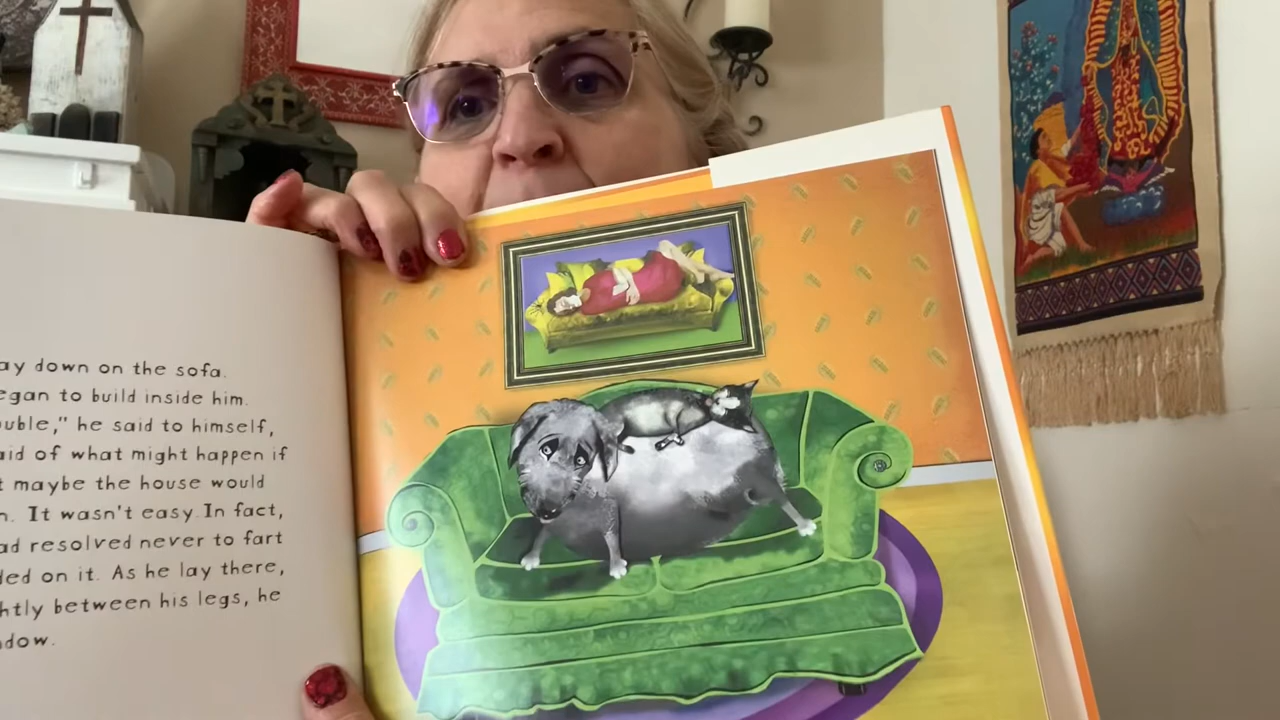 ay down on the sofa.
egan to build inside him.
uble," he said to himself,
aid of what might happen if
t maybe the house would
n. It wasn't easy. In fact,
ad resolved never to fart
ded on it. As he lay there,
htly between his legs, he
dow.